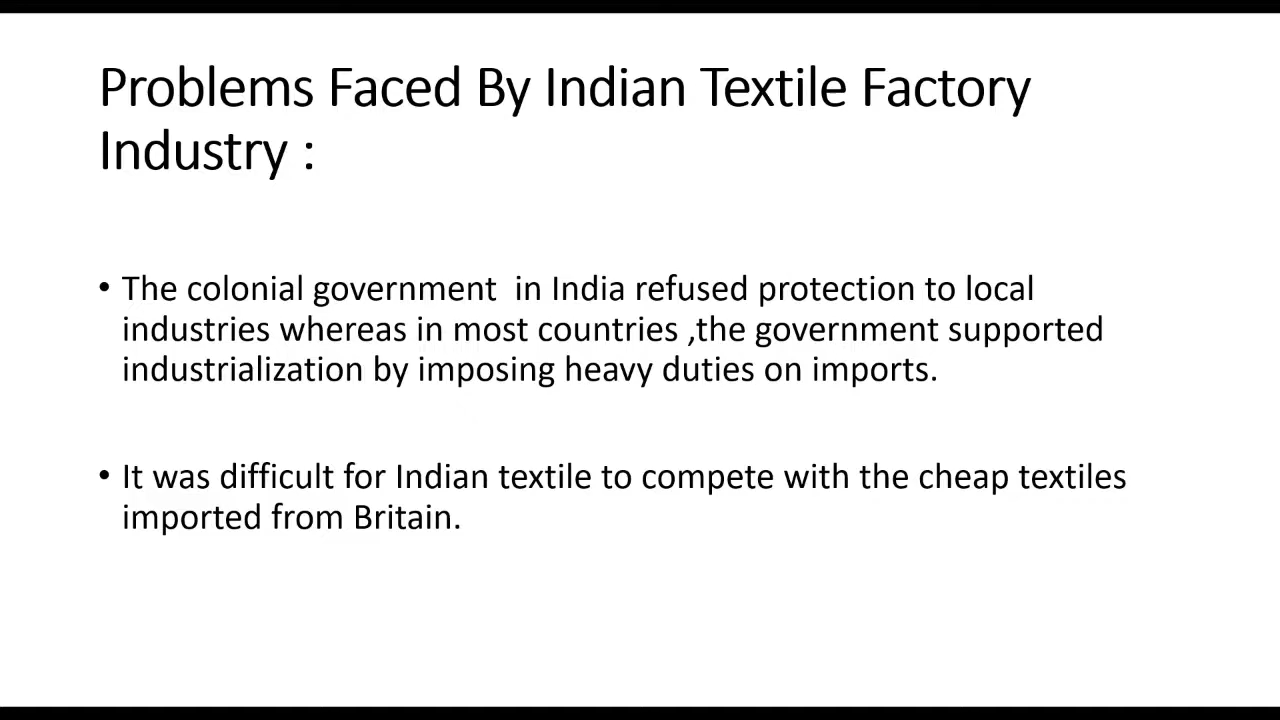 Problems Faced By Indian Textile Factory
Industry :
• The colonial government  in India refused protection to local
industries whereas in most countries ,the government supported
industrialization by imposing heavy duties on imports.
• It was difficult for Indian textile to compete with the cheap textiles
imported from Britain.